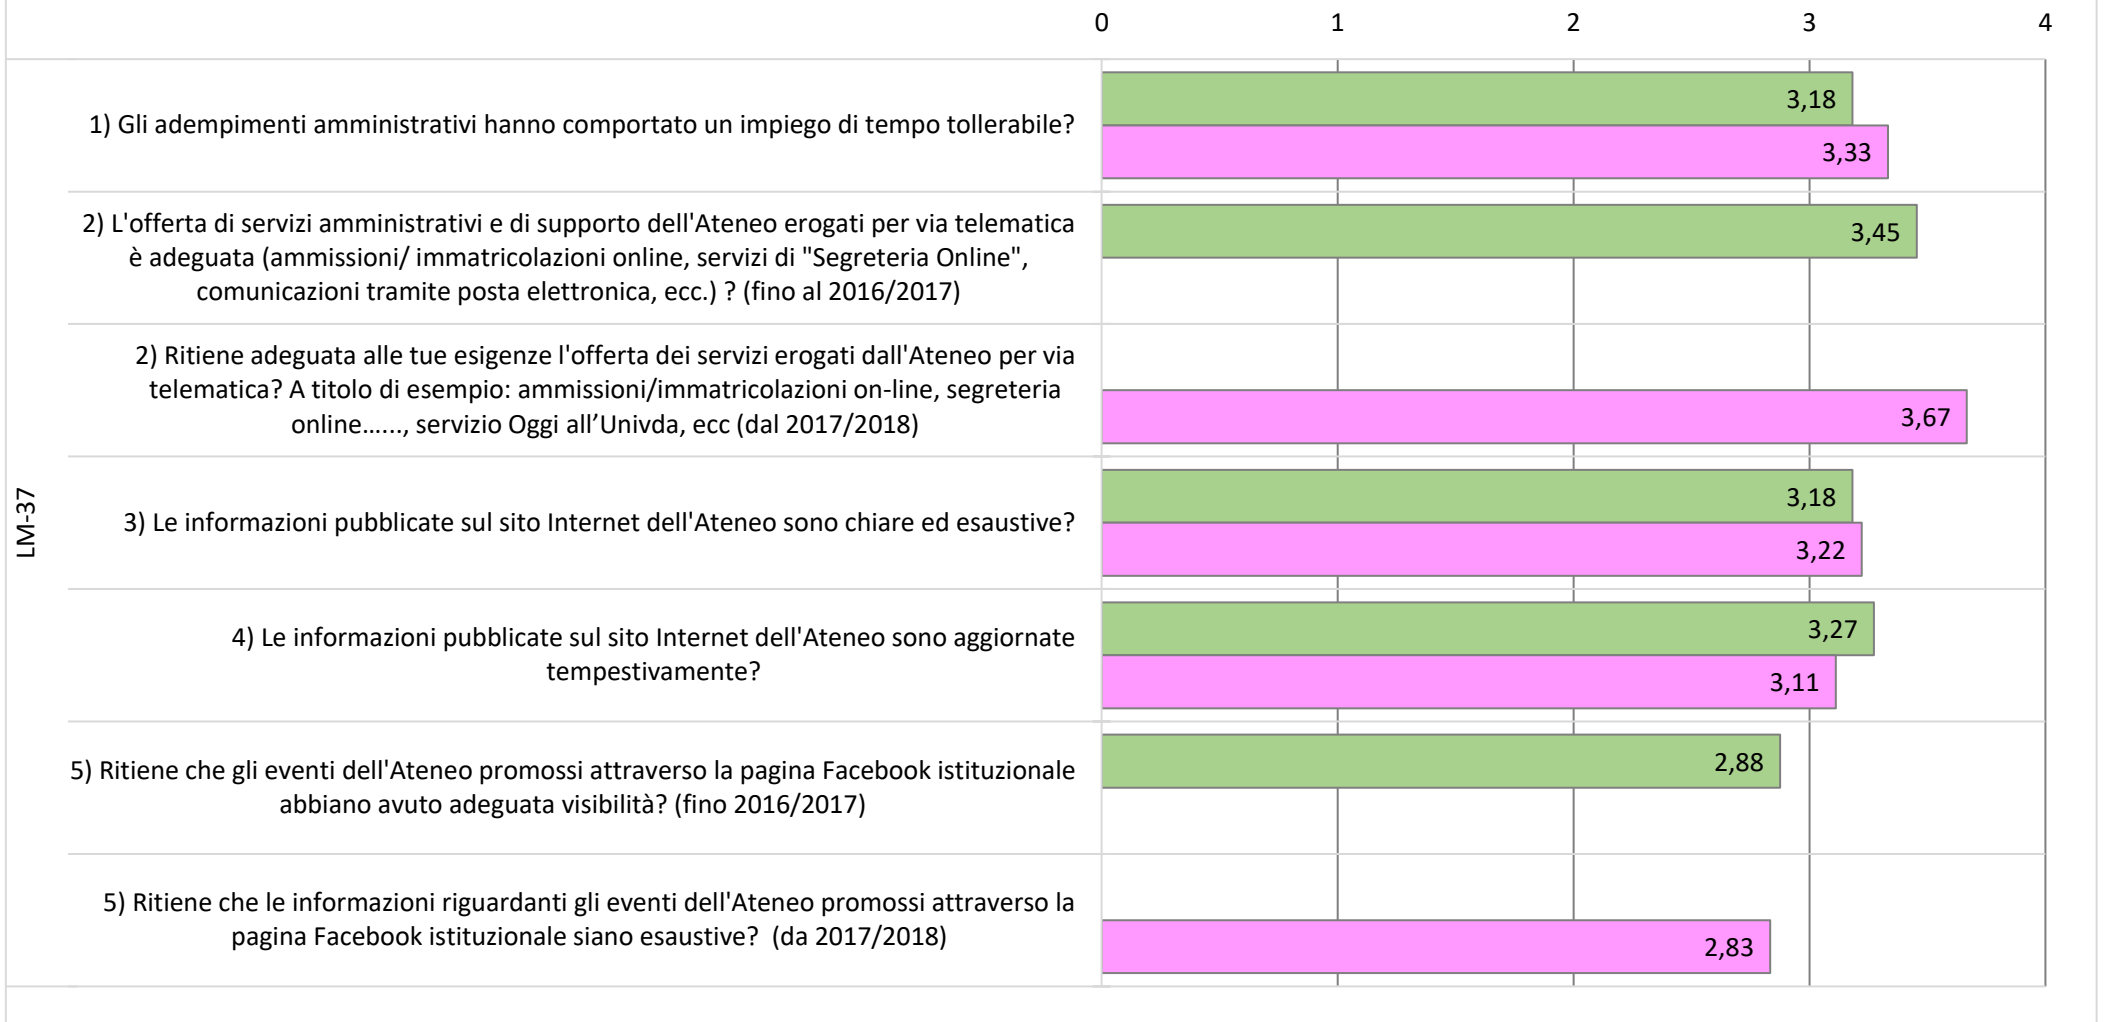 0 1 2 3 4
LM-37
1) Gli adempimenti amministrativi hanno comportato un impiego di tempo tollerabile?
3,18
3,33
2) L'offerta di servizi amministrativi e di supporto dell'Ateneo erogati per via telematica
è adeguata (ammissioni/ immatricolazioni online, servizi di "Segreteria Online",
comunicazioni tramite posta elettronica, ecc.) ? (fino al 2016/2017)
3,45
2) Ritiene adeguata alle tue esigenze l'offerta dei servizi erogati dall'Ateneo per via
telematica? A titolo di esempio: ammissioni/immatricolazioni on-line, segreteria
online…..., servizio Oggi all’Univda, ecc (dal 2017/2018)
3,67
3) Le informazioni pubblicate sul sito Internet dell'Ateneo sono chiare ed esaustive?
3,18
3,22
4) Le informazioni pubblicate sul sito Internet dell'Ateneo sono aggiornate
tempestivamente?
3,27
3,11
5) Ritiene che gli eventi dell'Ateneo promossi attraverso la pagina Facebook istituzionale
abbiano avuto adeguata visibilità? (fino 2016/2017)
2,88
5) Ritiene che le informazioni riguardanti gli eventi dell'Ateneo promossi attraverso la
pagina Facebook istituzionale siano esaustive?  (da 2017/2018)
2,83